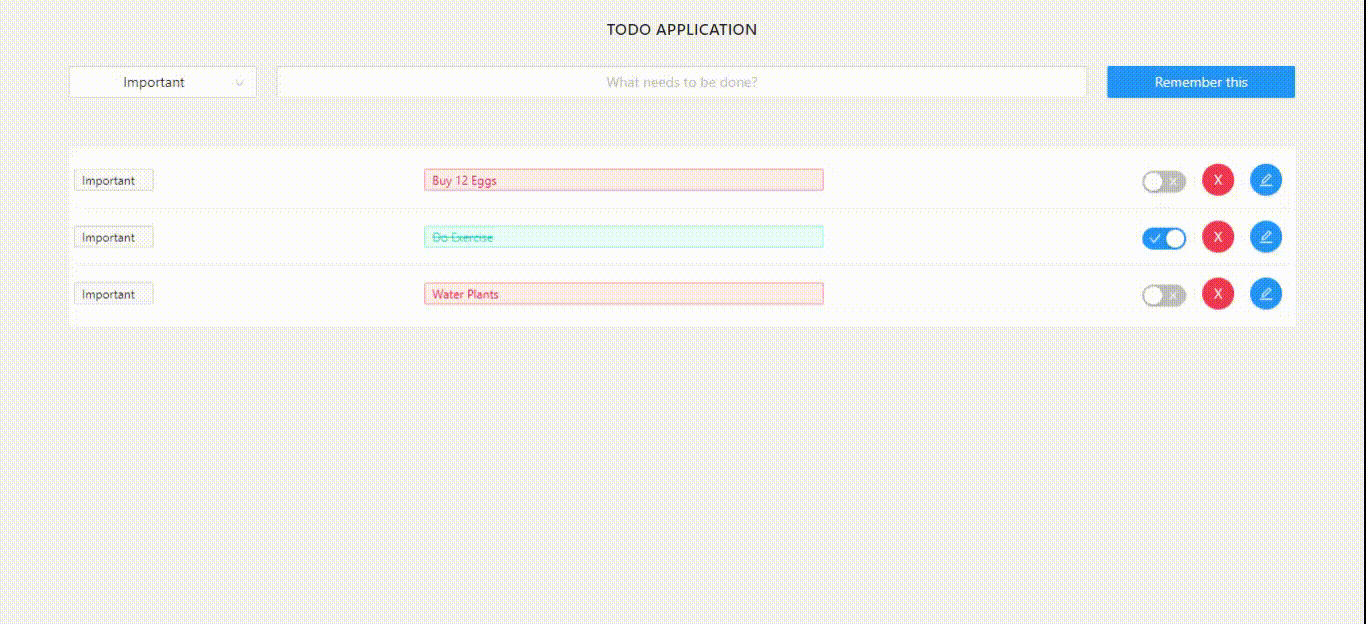 TODO APPLICATION
Important What needs to be done? Remember this
Important Buy 12 Eggs X
Important Do Exercise X
Important Water Plants X